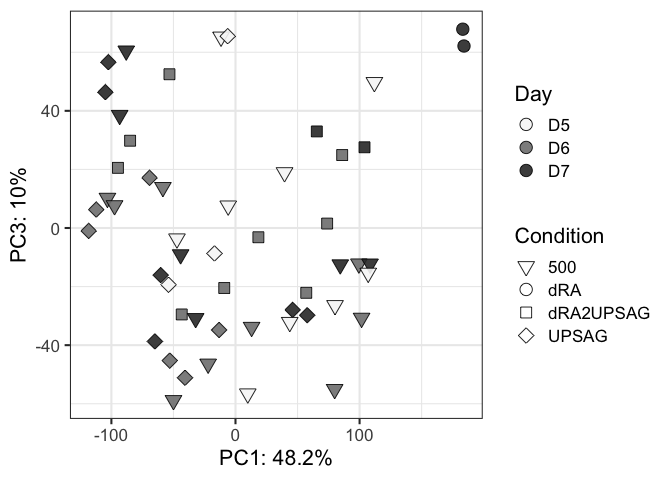 40
0
-40
-100
0
100
PC1: 48.2%
PC3: 10%
Day
D5
D6
D7
Condition
500
dRA
dRA2UPSAG
UPSAG